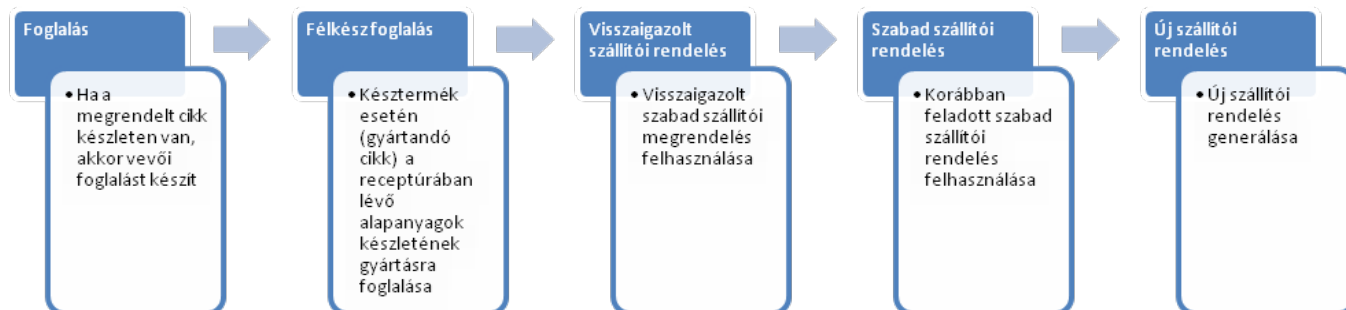 Foglalás
• Ha a
megrendelt cikk
készleten van,
akkor vevői
foglalást készít
Félkész foglalás
• Késztermék
esetén
(gyártandó
cikk) a
receptúrában
lévő
alapanyagok
készletének
gyártásra
foglalása
Visszaigazolt
szállítói rendelés
• Visszaigazolt
szabad szállítói
megrendelés
felhasználása
Szabad szállítói
rendelés
• Korábban
feladott szabad
szállítói
rendelés
felhasználása
Új szállítói
rendelés
• Új szállítói
rendelés
generálása